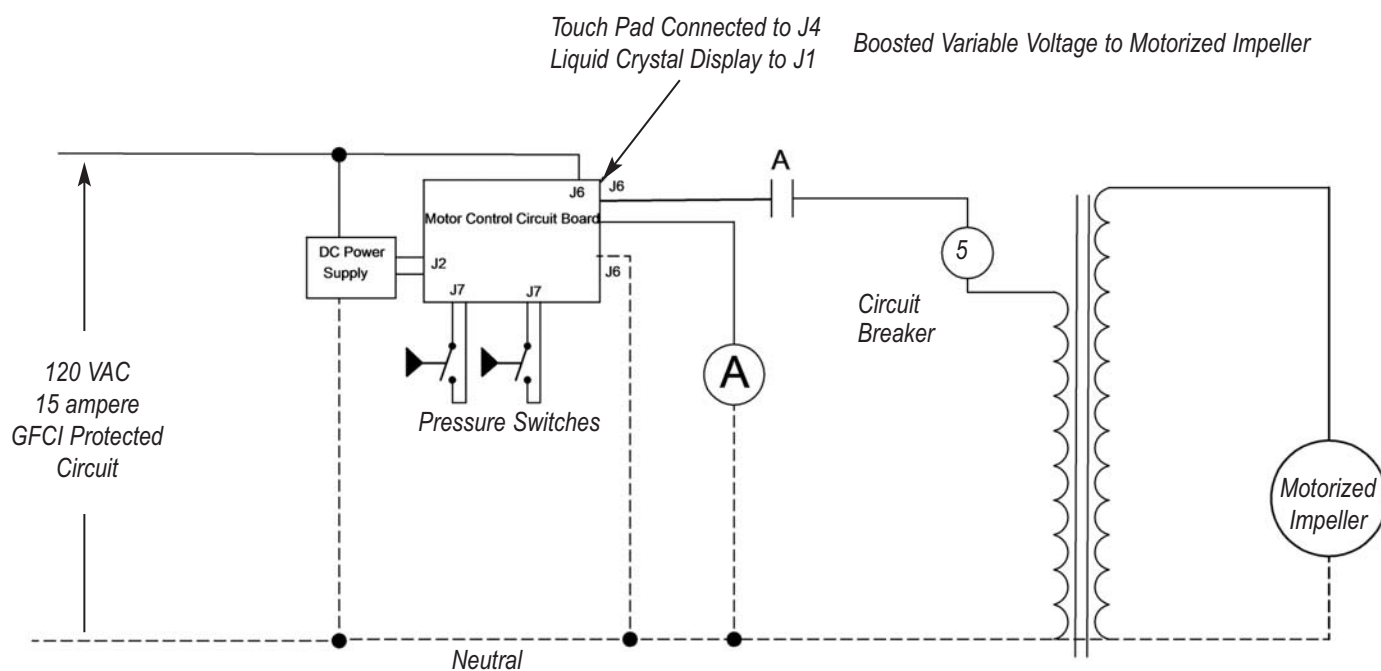 Touch Pad Connected to J4
Liquid Crystal Display to J1
Boosted Variable Voltage to Motorized Impeller
A
J6
J6
Motor Control Circuit Board
DC Power
Supply
J2
J6
J7
J7
5
Circuit
Breaker
120 VAC
15 ampere
GFCI Protected
Circuit
A
Pressure Switches
Motorized
Impeller
Neutral